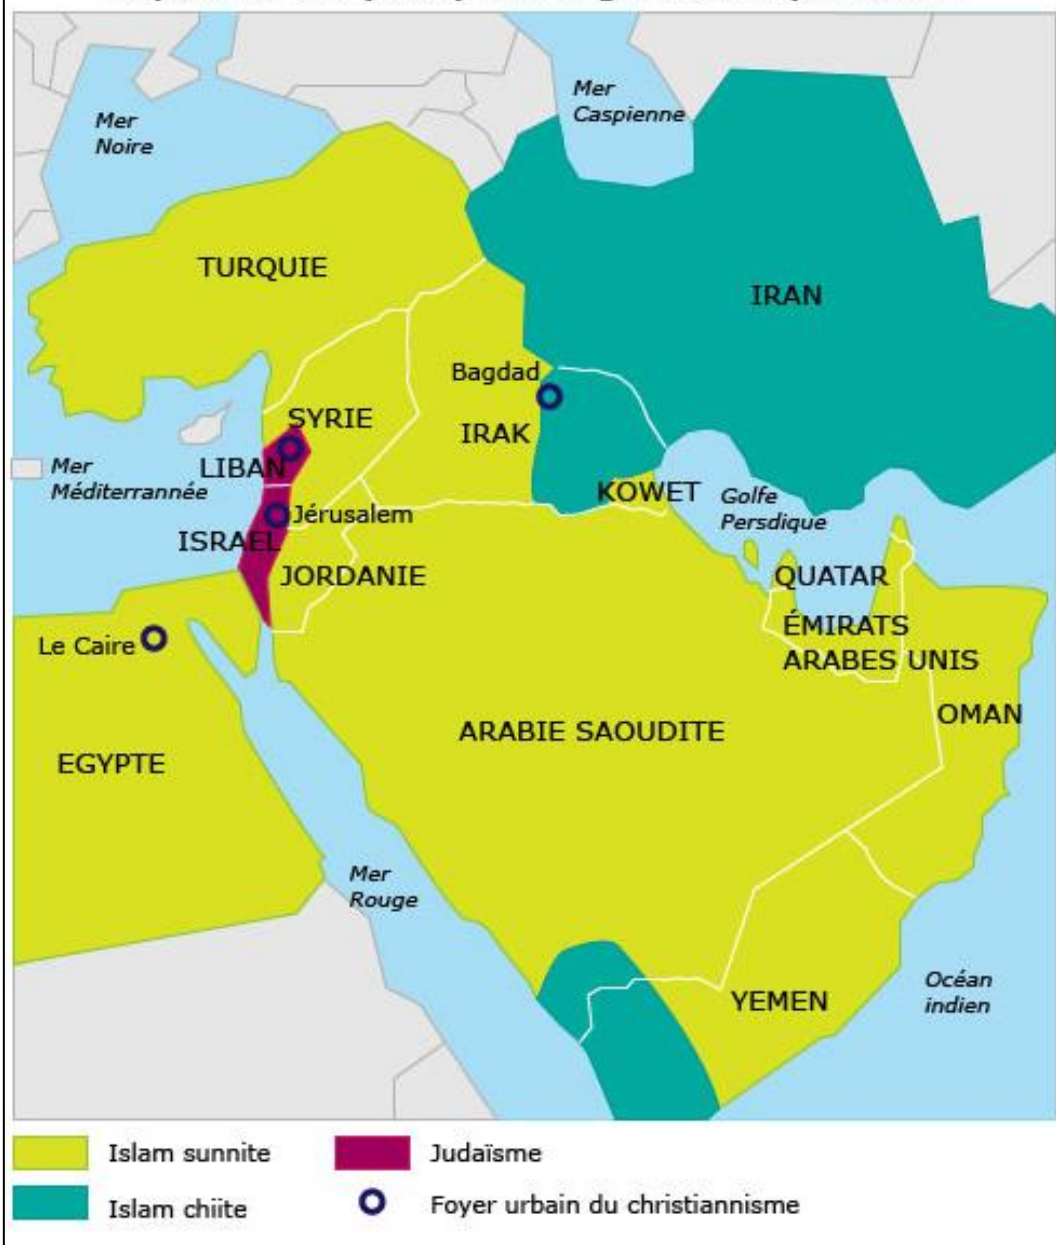 Mer
Noire
Mer
Caspienne
TURQUIE
IRAN
Bagdad
SYRIE
IRAK
LIBAN
Mer
Méditerrannée
KOWET
Golfe
Persdique
Jérusalem
ISRAEL
JORDANIE
QUATAR
ÉMIRATS
ARABES UNIS
Le Caire
OMAN
ARABIE SAOUDITE
EGYPTE
Mer
Rouge
YEMEN
Océan
indien
Islam sunnite
Judaïsme
Islam chiite
Foyer urbain du christiannisme